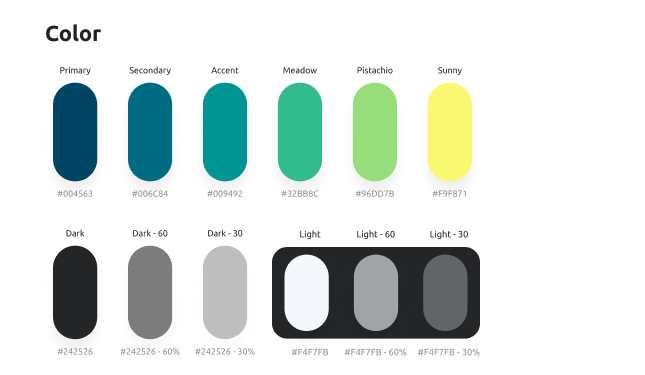 Color
Primary Secondary Accent Meadow Pistachio Sunny
#004563 #006C84 #009492 #32BB8C #96DD7B #F9F871
Dark Dark - 60 Dark - 30 Light Light - 60 Light - 30
#242526 #242526 - 60% #242526 - 30% #F4F7FB #F4F7FB - 60% #F4F7FB - 30%